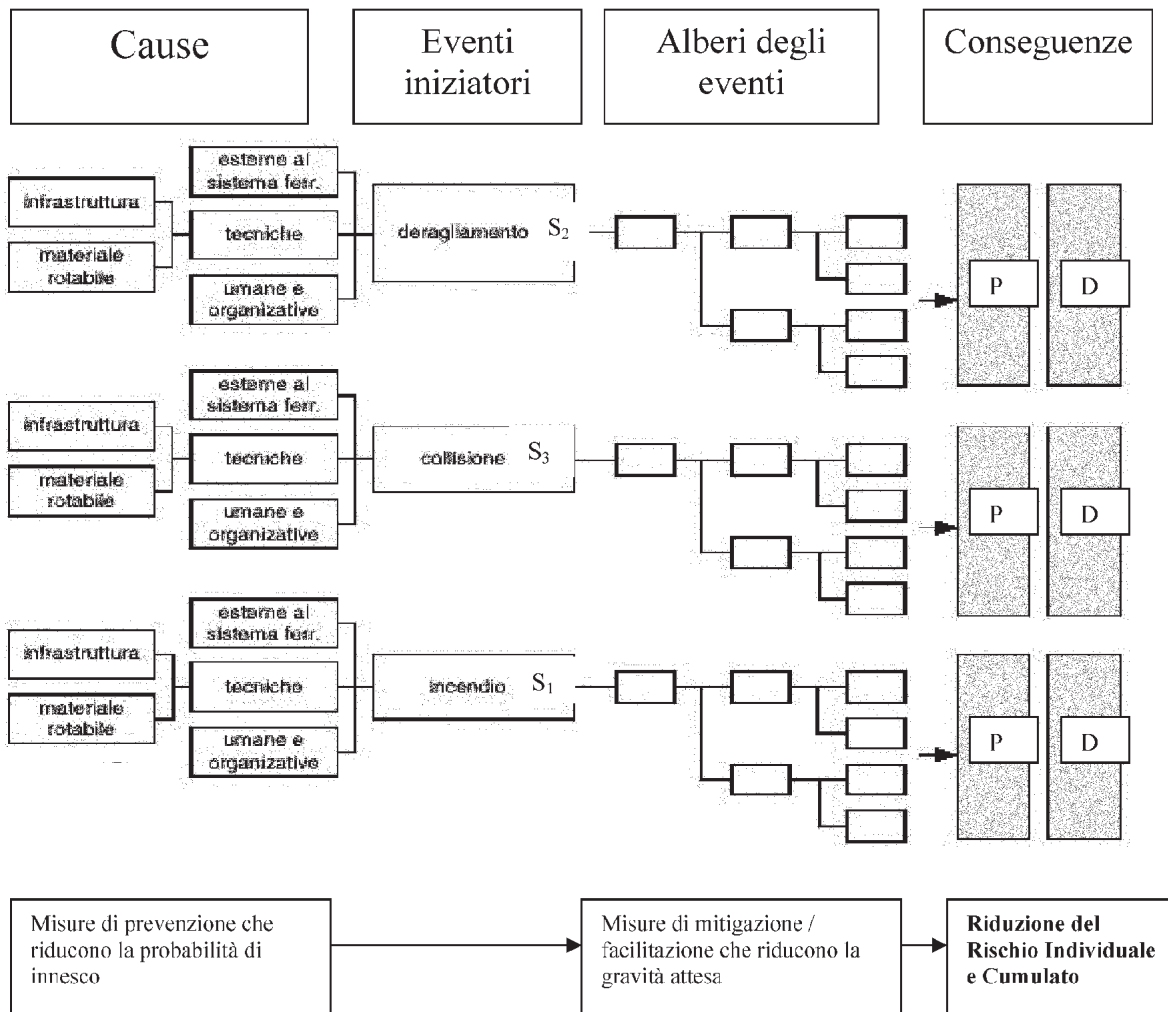 Cause
Eventi
iniziatori
Alberi degli
eventi
Conseguenze
infrastruttura
materiale
rotabile
esterne al
sistema ferr.
tecniche
umane e
organizzative
deragliamento S₂
P
D
infrastruttura
materiale
rotabile
esterne al
sistema ferr.
tecniche
umane e
organizzative
collisione S₃
P
D
infrastruttura
materiale
rotabile
esterne al
sistema ferr.
tecniche
umane e
organizzative
incendio S₁
P
D
Misure di prevenzione che
riducono la probabilità di
innesco
Misure di mitigazione /
facilitazione che riducono la
gravità attesa
Riduzione del
Rischio Individuale
e Cumulato